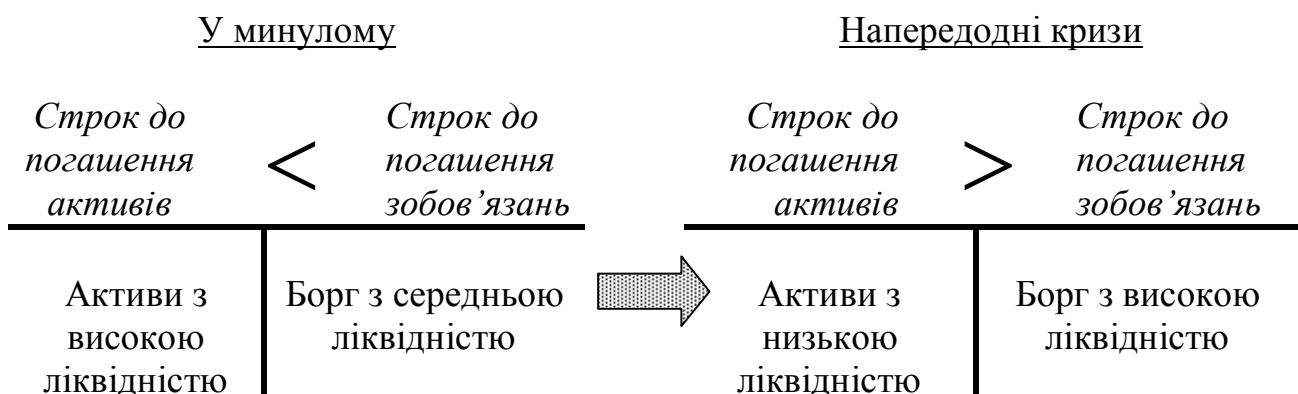 У минулому
Напередодні кризи
Строк до погашення активів
<
Строк до погашення зобов’язань
Строк до погашення активів
>
Строк до погашення зобов’язань
Активи з високою ліквідністю
Борг з середньою ліквідністю
Активи з низькою ліквідністю
Борг з високою ліквідністю